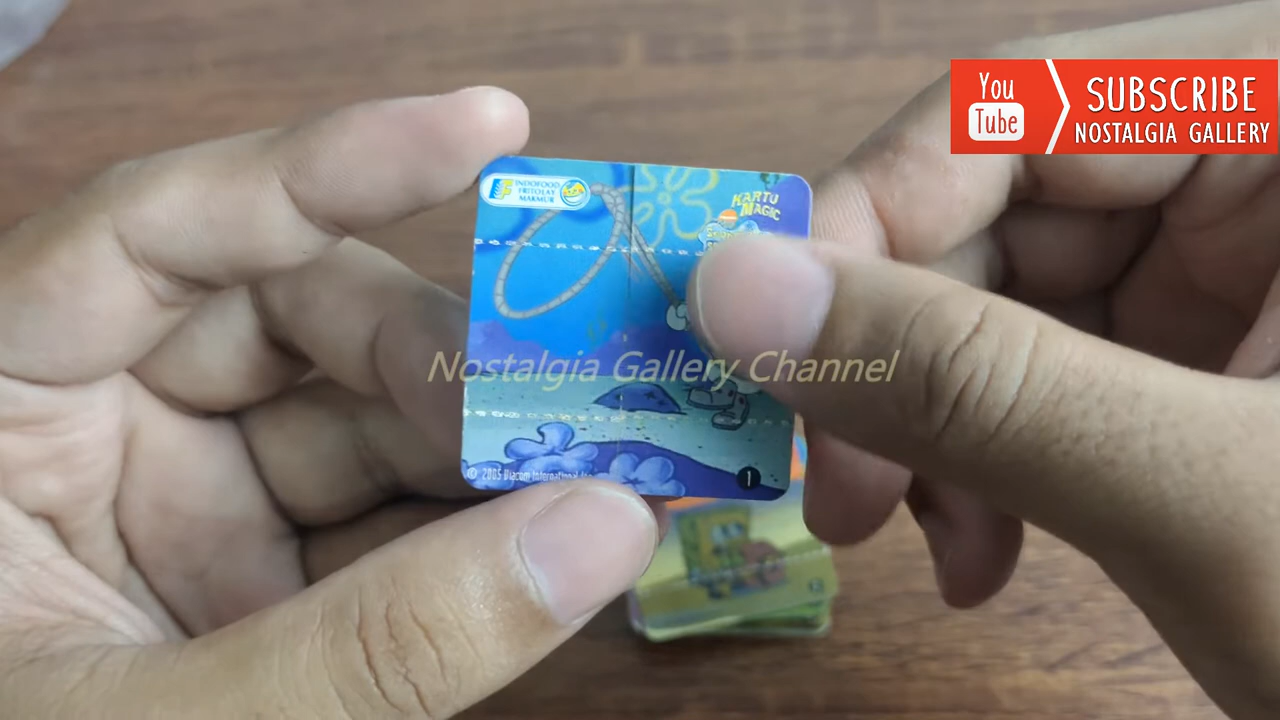 You
Tube
SUBSCRIBE
NOSTALGIA GALLERY
INDOFOOD
FRITOLAY
MAKMUR
KARTU
MAGIC
Nostalgia Gallery Channel
© 2005 Viacom International
1